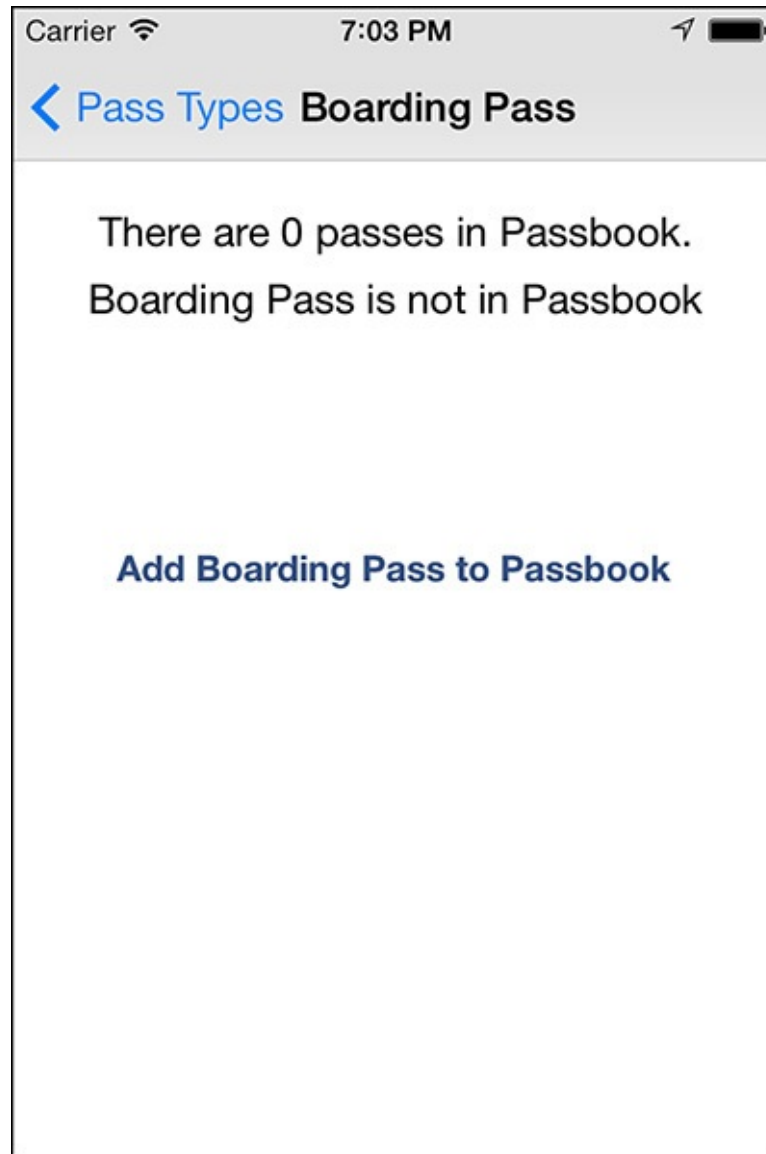 Carrier 7:03 PM
Pass Types Boarding Pass
There are 0 passes in Passbook.
Boarding Pass is not in Passbook
Add Boarding Pass to Passbook